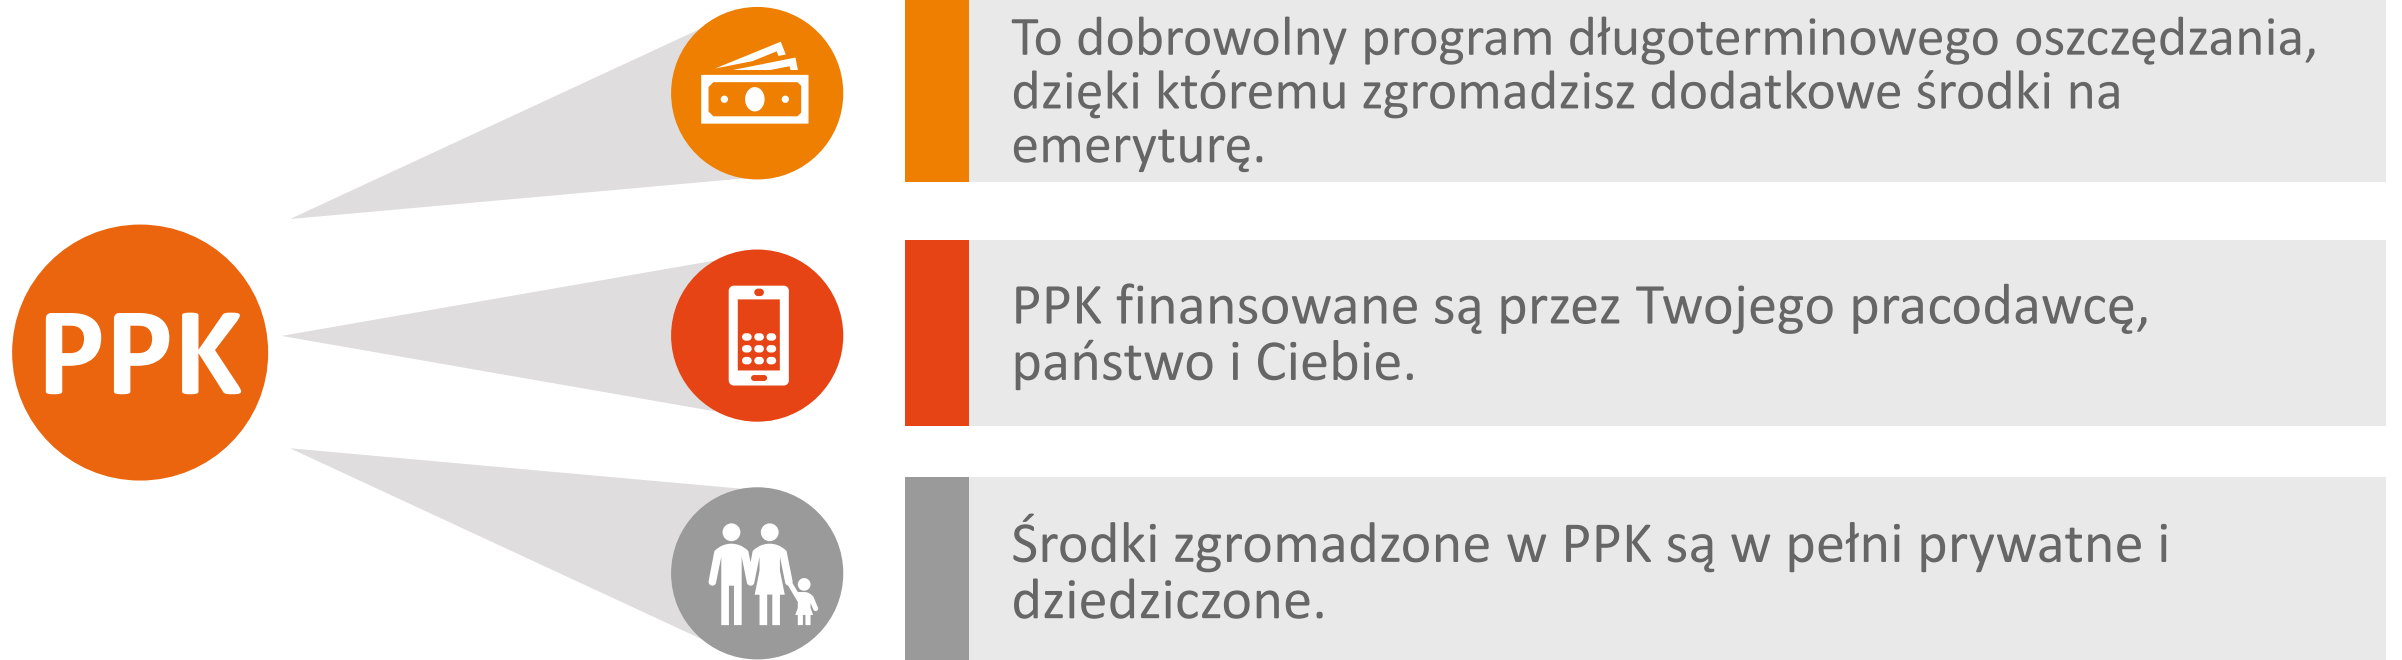 PPK
To dobrowolny program długoterminowego oszczędzania,
dzięki któremu zgromadzisz dodatkowe środki na
emeryturę.
PPK finansowane są przez Twojego pracodawcę,
państwo i Ciebie.
Środki zgromadzone w PPK są w pełni prywatne i
dziedziczone.